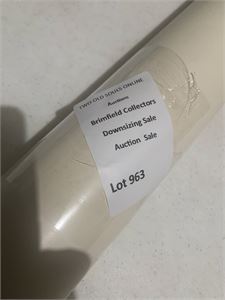 TWO OLD SOULS ONLINE
Auctions
Brimfield Collectors
Downsizing Sale
Auction Sale
Lot 963